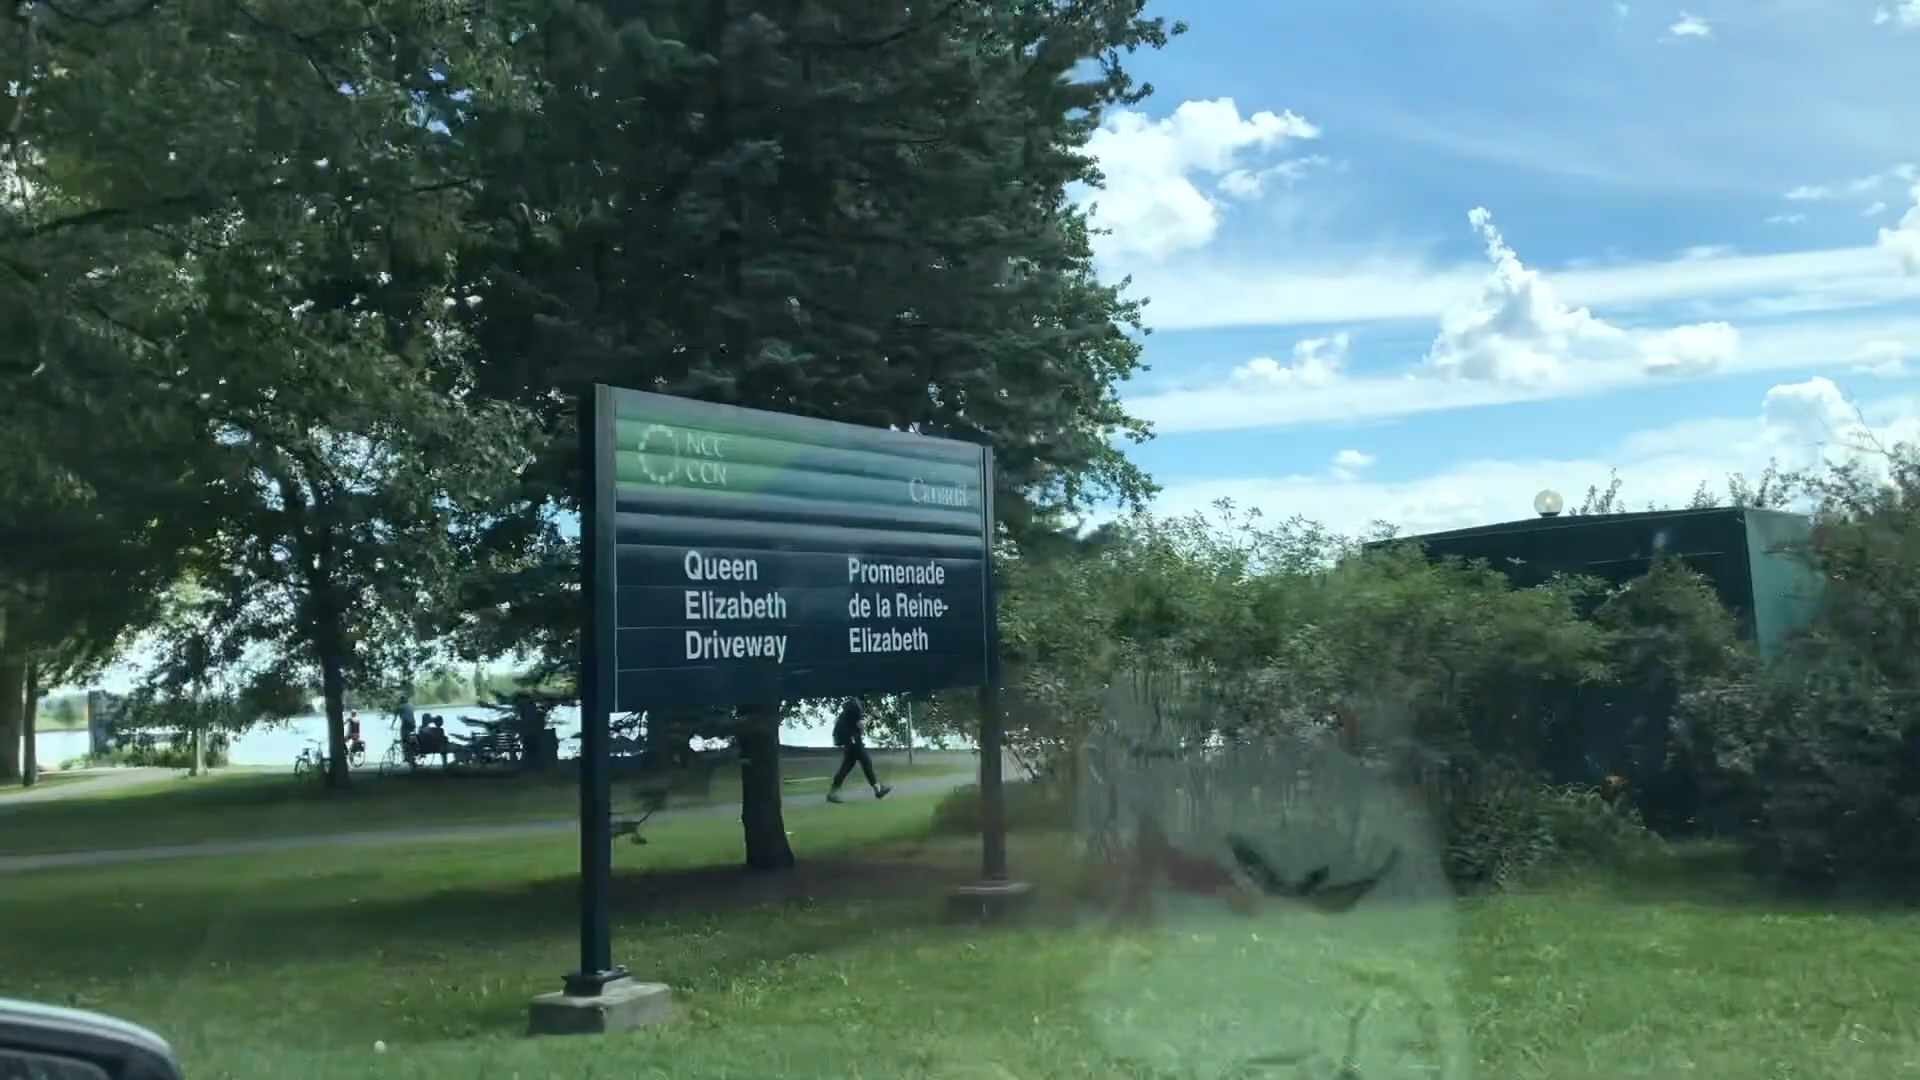 NCC
CCN
Canada
Queen
Elizabeth
Driveway
Promenade
de la Reine-
Elizabeth